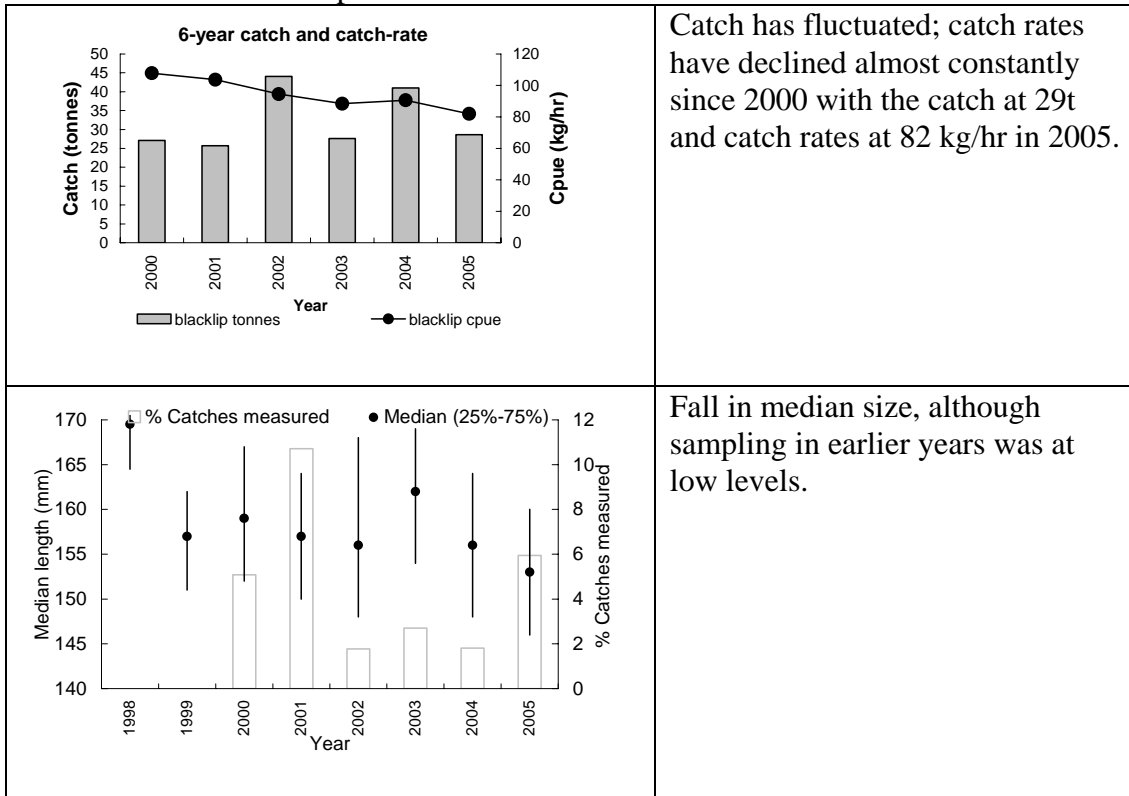 6-year catch and catch-rate
50
45
40
35
30
25
20
15
10
5
0
Catch (tonnes)
120
100
80
60
40
20
0
Cpue (kg/hr)
2000
2001
2002
2003
2004
2005
Year
blacklip tonnes
blacklip cpue
Catch has fluctuated; catch rates
have declined almost constantly
since 2000 with the catch at 29t
and catch rates at 82 kg/hr in 2005.
% Catches measured
Median (25%-75%)
170
165
160
155
150
145
140
Median length (mm)
12
10
8
6
4
2
0
% Catches measured
1998
1999
2000
2001
2002
2003
2004
2005
Year
Fall in median size, although
sampling in earlier years was at
low levels.